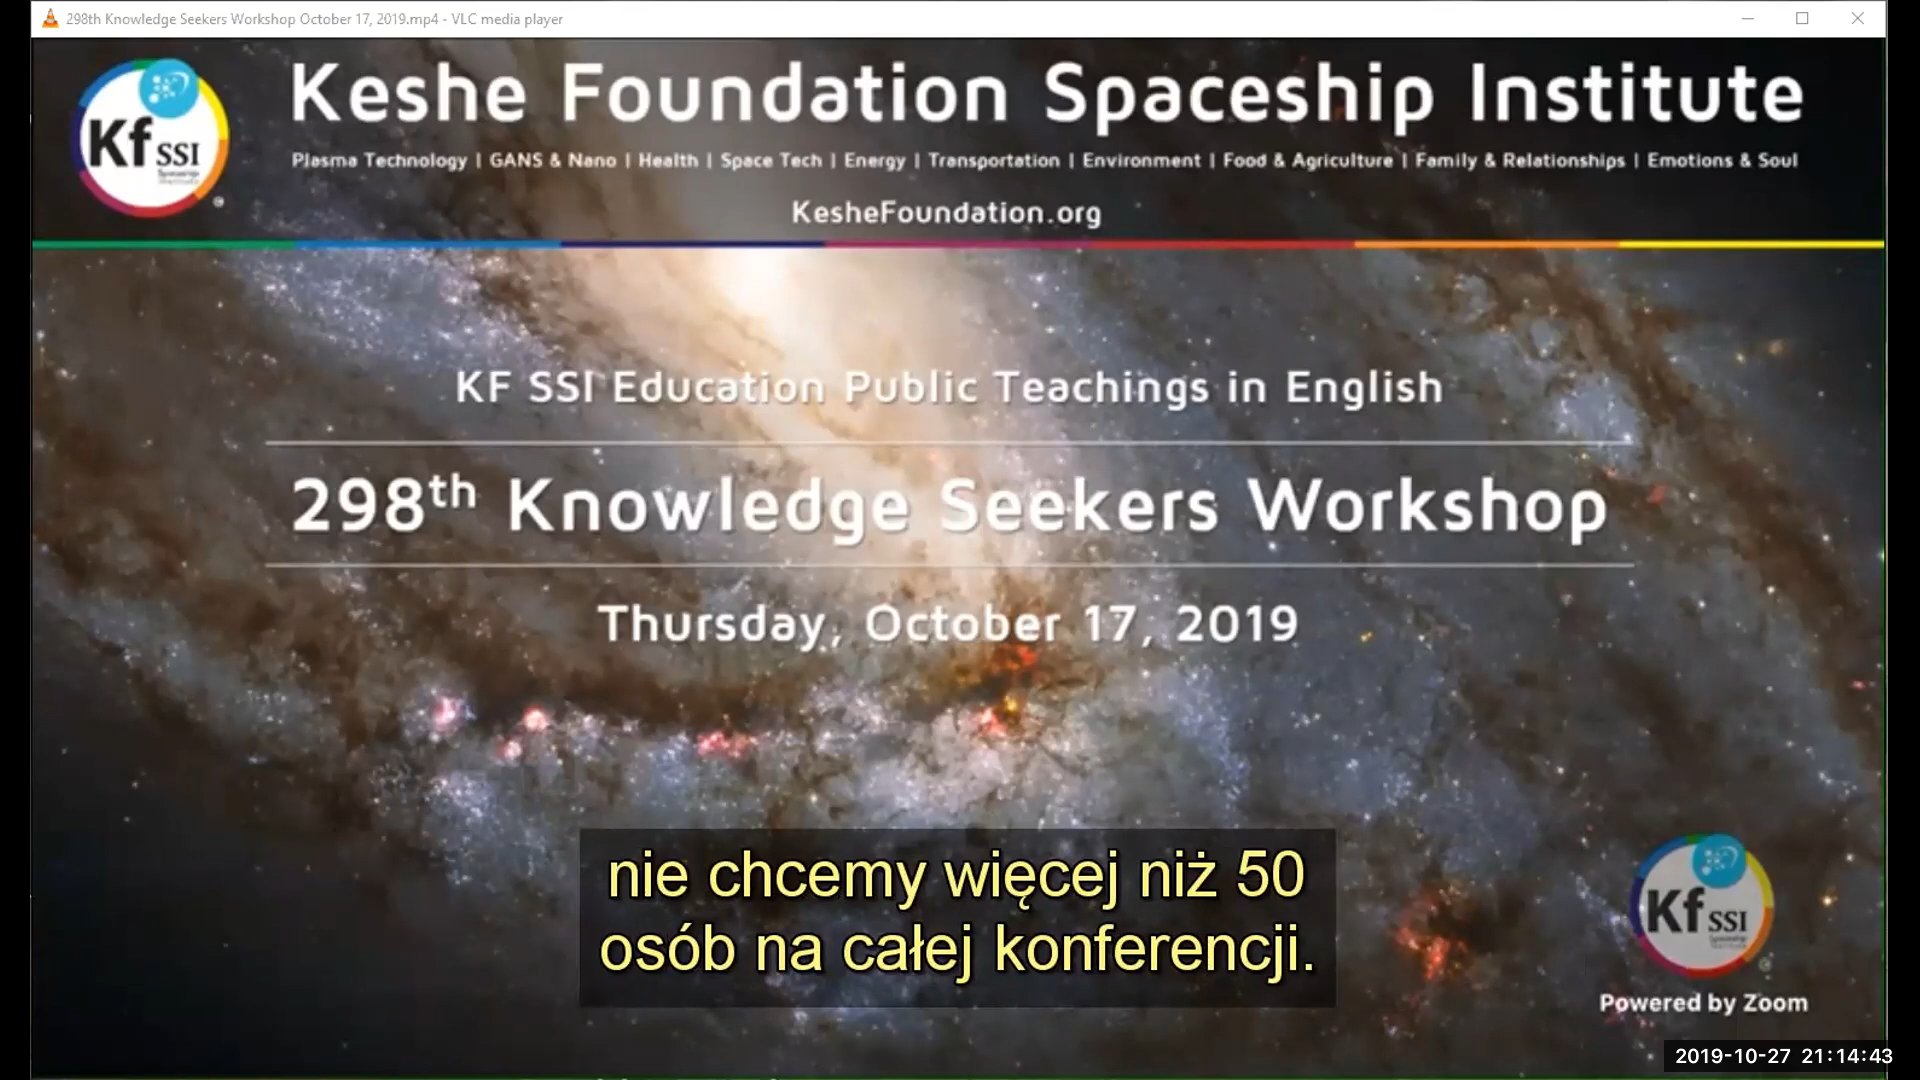 298th Knowledge Seekers Workshop October 17, 2019.mp4 - VLC media player
Kf SSI
Keshe Foundation Spaceship Institute
Plasma Technology | GANS & Nano | Health | Space Tech | Energy | Transportation | Environment | Food & Agriculture | Family & Relationships | Emotions & Soul
KesheFoundation.org
KF SSI Education Public Teachings in English
298th Knowledge Seekers Workshop
Thursday, October 17, 2019
nie chcemy więcej niż 50
osób na całej konferencji.
Kf SSI
Powered by Zoom
2019-10-27 21:14:43